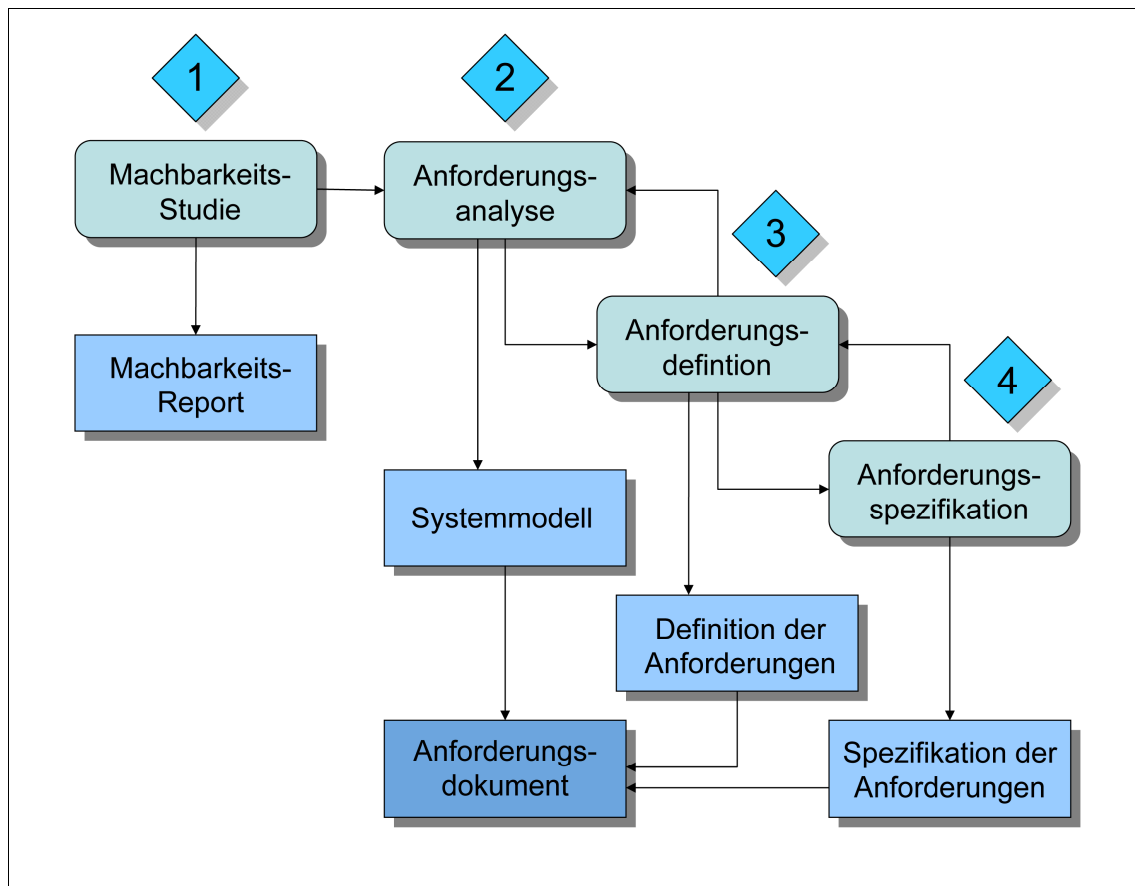 1
2
Machbarkeits-
Studie
Anforderungs-
analyse
3
Anforderungs-
defintion
Machbarkeits-
Report
4
Anforderungs-
spezifikation
Systemmodell
Definition der
Anforderungen
Anforderungs-
dokument
Spezifikation der
Anforderungen